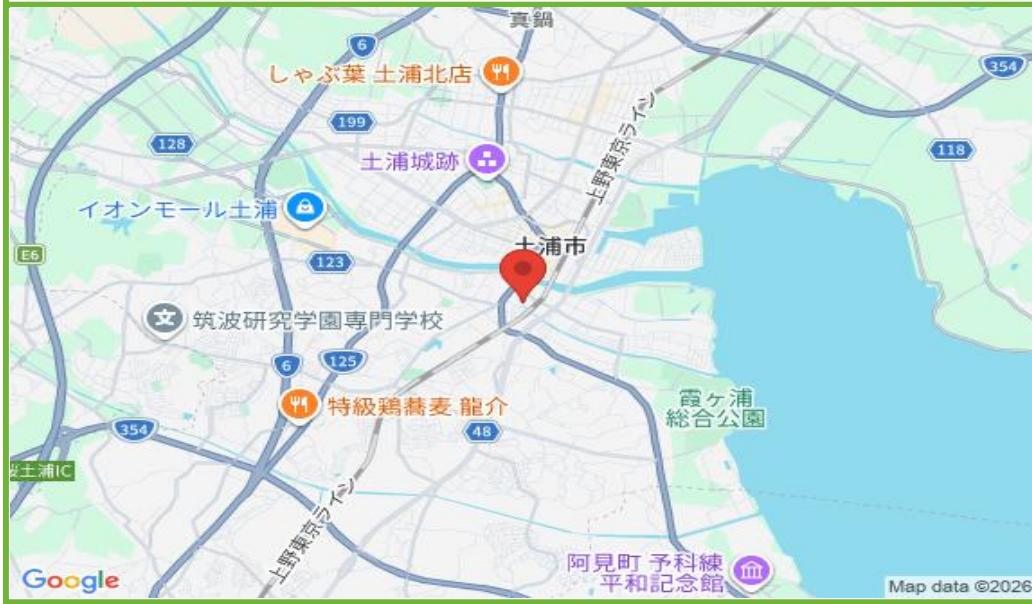 真鍋
6
354
しゃぶ葉 土浦北店
199
128
118
土浦城跡
上野東京ライン
イオンモール土浦
土浦市
E6
123
筑波研究学園専門学校
6
125
特級鶏蕎麦 龍介
霞ヶ浦
総合公園
354
48
土浦IC
上野東京ライン
阿見町 予科練
平和記念館
Google
Map data ©2026